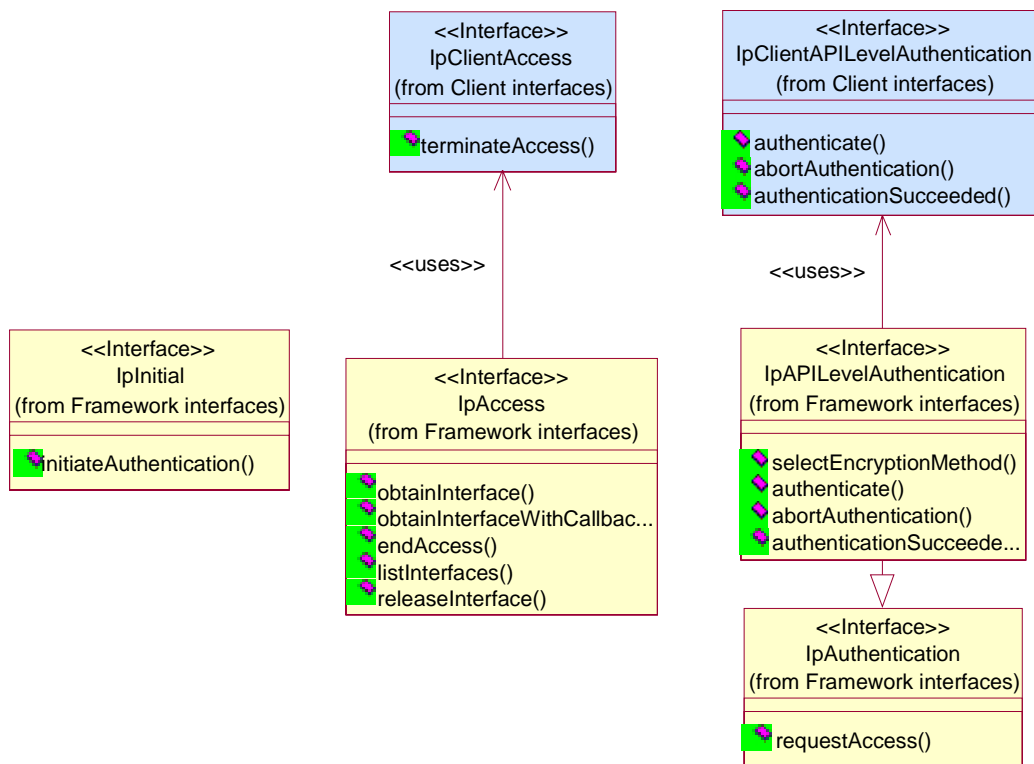 <<Interface>>
IpClientAccess
(from Client interfaces)
terminateAccess()
<<Interface>>
IpClientAPILevelAuthentication
(from Client interfaces)
authenticate()
abortAuthentication()
authenticationSucceeded()
<<uses>>
<<uses>>
<<Interface>>
IpInitial
(from Framework interfaces)
initiateAuthentication()
<<Interface>>
IpAccess
(from Framework interfaces)
obtainInterface()
obtainInterfaceWithCallbac...
endAccess()
listInterfaces()
releaseInterface()
<<Interface>>
IpAPILevelAuthentication
(from Framework interfaces)
selectEncryptionMethod()
authenticate()
abortAuthentication()
authenticationSucceede...
<<Interface>>
IpAuthentication
(from Framework interfaces)
requestAccess()